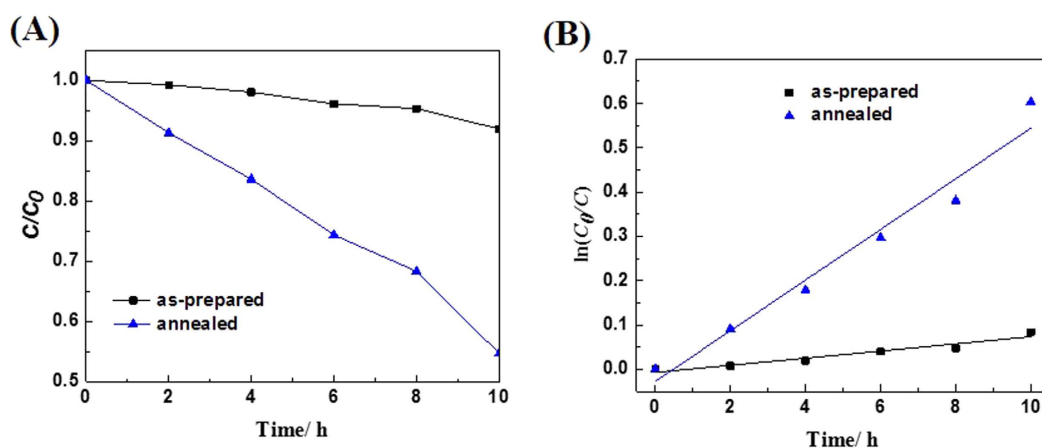 (A)
1.0
0.9
0.8
0.7
0.6
0.5
C/C0
as-prepared
annealed
0 2 4 6 8 10
Time/ h
(B)
0.7
0.6
0.5
0.4
0.3
0.2
0.1
0.0
ln(C0/C)
as-prepared
annealed
0 2 4 6 8 10
Time/ h